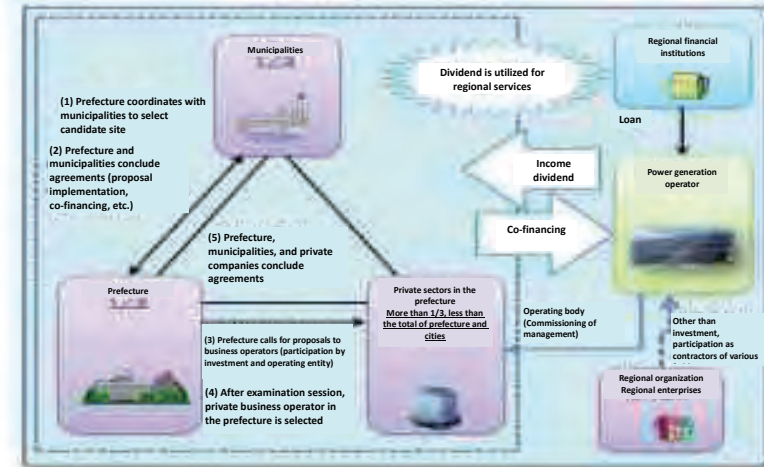 Municipalities
Dividend is utilized for
regional services
Regional financial
institutions
(1) Prefecture coordinates with
municipalities to select
candidate site
(2) Prefecture and
municipalities conclude
agreements (proposal
implementation,
co-financing, etc.)
Loan
Income
dividend
Power generation
operator
Co-financing
(5) Prefecture,
municipalities, and private
companies conclude
agreements
Prefecture
Private sectors in the
prefecture
More than 1/3, less than
the total of prefecture and
cities
Operating body
(Commissioning of
management)
Other than
investment,
participation as
contractors of various
(3) Prefecture calls for proposals to
business operators (participation by
investment and operating entity)
(4) After examination session,
private business operator in
the prefecture is selected
Regional organization
Regional enterprises